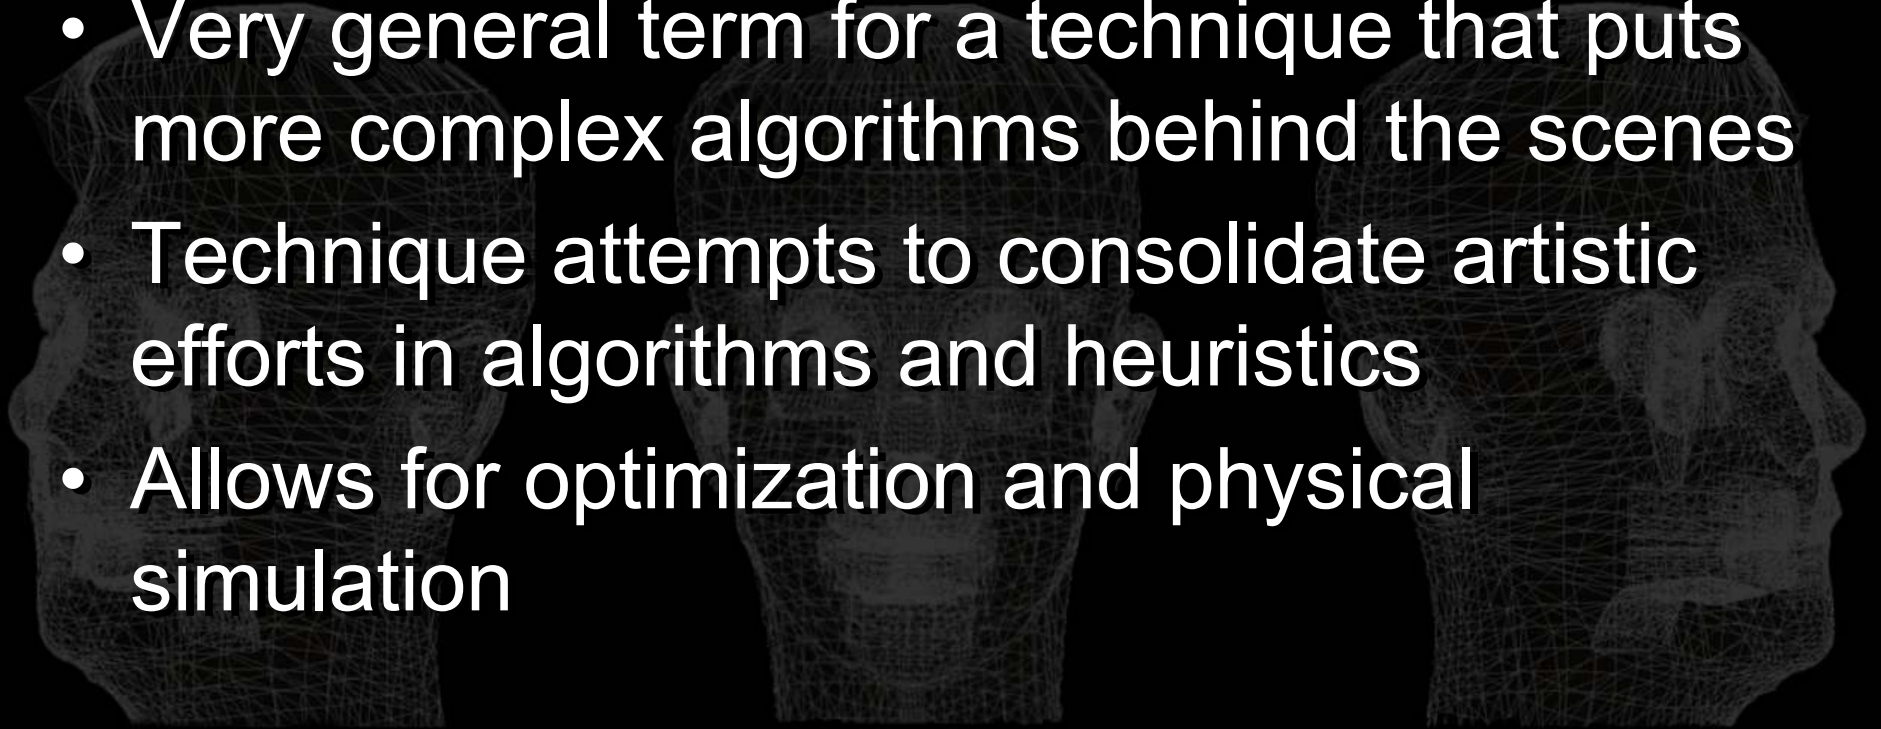 • Very general term for a technique that puts
more complex algorithms behind the scenes
• Technique attempts to consolidate artistic
efforts in algorithms and heuristics
• Allows for optimization and physical
simulation